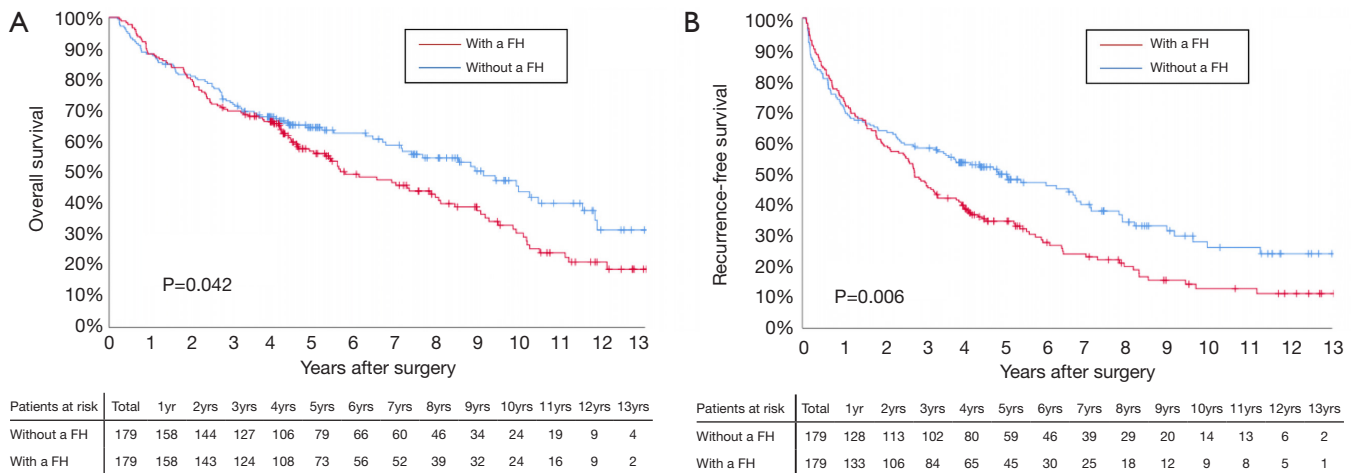 A
Overall survival
100%
90%
80%
70%
60%
50%
40%
30%
20%
10%
0%
With a FH
Without a FH
P=0.042
0 1 2 3 4 5 6 7 8 9 10 11 12 13
Years after surgery
Patients at risk Total 1yr 2yrs 3yrs 4yrs 5yrs 6yrs 7yrs 8yrs 9yrs 10yrs 11yrs 12yrs 13yrs
Without a FH 179 158 144 127 106 79 66 60 46 34 24 19 9 4
With a FH 179 158 143 124 108 73 56 52 39 32 24 16 9 2
B
Recurrence-free survival
100%
90%
80%
70%
60%
50%
40%
30%
20%
10%
0%
With a FH
Without a FH
P=0.006
0 1 2 3 4 5 6 7 8 9 10 11 12 13
Years after surgery
Patients at risk Total 1yr 2yrs 3yrs 4yrs 5yrs 6yrs 7yrs 8yrs 9yrs 10yrs 11yrs 12yrs 13yrs
Without a FH 179 128 113 102 80 59 46 39 29 20 14 13 6 2
With a FH 179 133 106 84 65 45 30 25 18 12 9 8 5 1